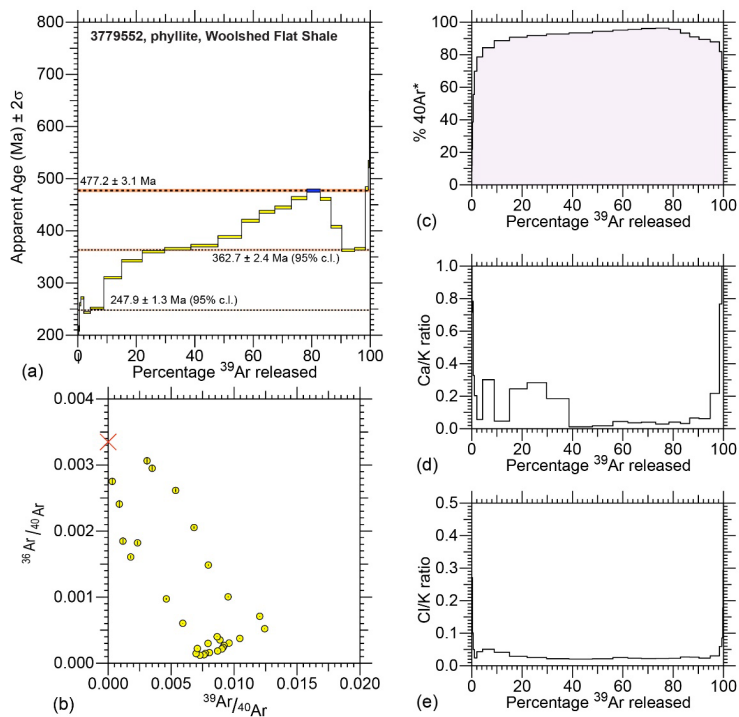 3779552, phyllite, Woolshed Flat Shale
Apparent Age (Ma) ± 2σ
800
700
600
500
400
300
200
477.2 ± 3.1 Ma
362.7 ± 2.4 Ma (95% c.l.)
247.9 ± 1.3 Ma (95% c.l.)
0 20 40 60 80 100
(a) Percentage ³⁹Ar released
³⁶Ar/⁴⁰Ar
0.004
0.003
0.002
0.001
0.000
0.000 0.005 0.010 0.015 0.020
(b) ³⁹Ar/⁴⁰Ar
% 40Ar*
100
80
60
40
20
0
0 20 40 60 80 100
(c) Percentage ³⁹Ar released
Ca/K ratio
1.0
0.8
0.6
0.4
0.2
0.0
0 20 40 60 80 100
(d) Percentage ³⁹Ar released
Cl/K ratio
0.5
0.4
0.3
0.2
0.1
0.0
0 20 40 60 80 100
(e) Percentage ³⁹Ar released